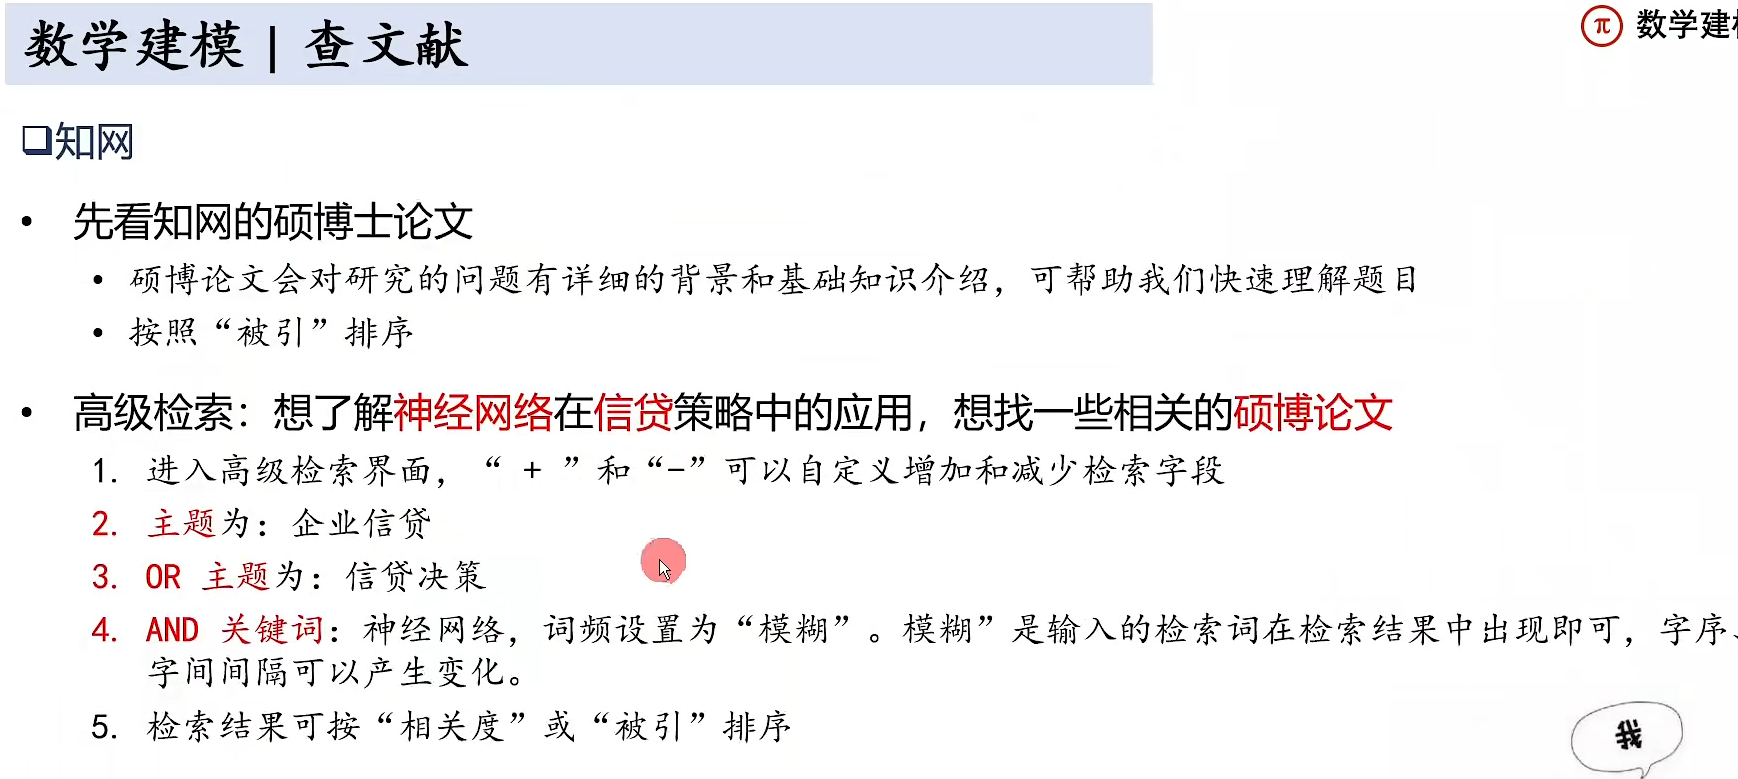 数学建模 | 查文献
数学建
知网
• 先看知网的硕博士论文
• 硕博论文会对研究的问题有详细的背景和基础知识介绍，可帮助我们快速理解题目
• 按照“被引”排序
• 高级检索：想了解神经网络在信贷策略中的应用，想找一些相关的硕博论文
1. 进入高级检索界面，“ + ”和“-”可以自定义增加和减少检索字段
2. 主题为：企业信贷
3. OR 主题为：信贷决策
4. AND 关键词：神经网络，词频设置为“模糊”。模糊”是输入的检索词在检索结果中出现即可，字序、
字间间隔可以产生变化。
5. 检索结果可按“相关度”或“被引”排序
我